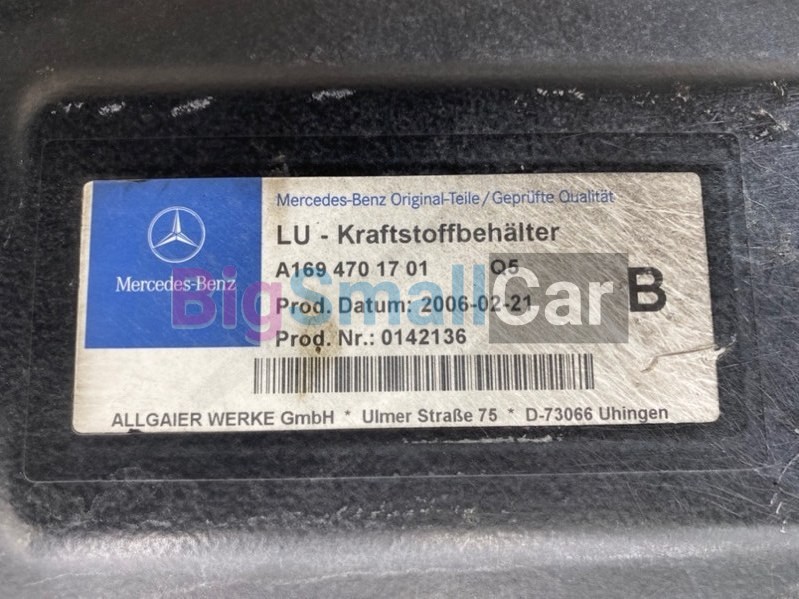 Mercedes-Benz Original-Teile/Geprüfte Qualität
LU - Kraftstoffbehälter
A169 470 17 01 Q5
Mercedes-Benz
BigSmallCar
B
Prod. Datum: 2006-02-21
Prod. Nr.: 0142136
ALLGAIER WERKE GmbH * Ulmer Straße 75 * D-73066 Uhingen